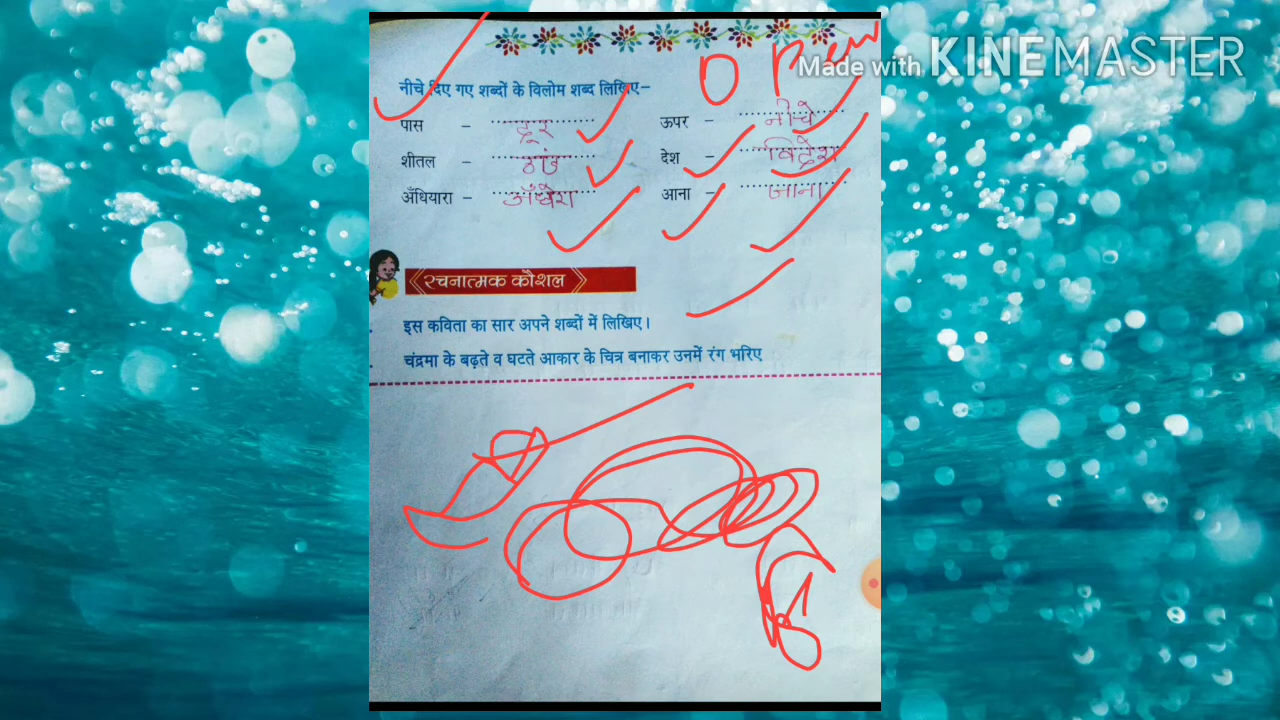 Made with KINEMASTER
नीचे दिए गए शब्दों के विलोम शब्द लिखिए–
पास – दूर ऊपर – नीचे
शीतल – ठांड देश – विदेश
अँधियारा – अँधेरा आना – जाना
रचनात्मक कौशल
इस कविता का सार अपने शब्दों में लिखिए।
चंद्रमा के बढ़ते व घटते आकार के चित्र बनाकर उनमें रंग भरिए